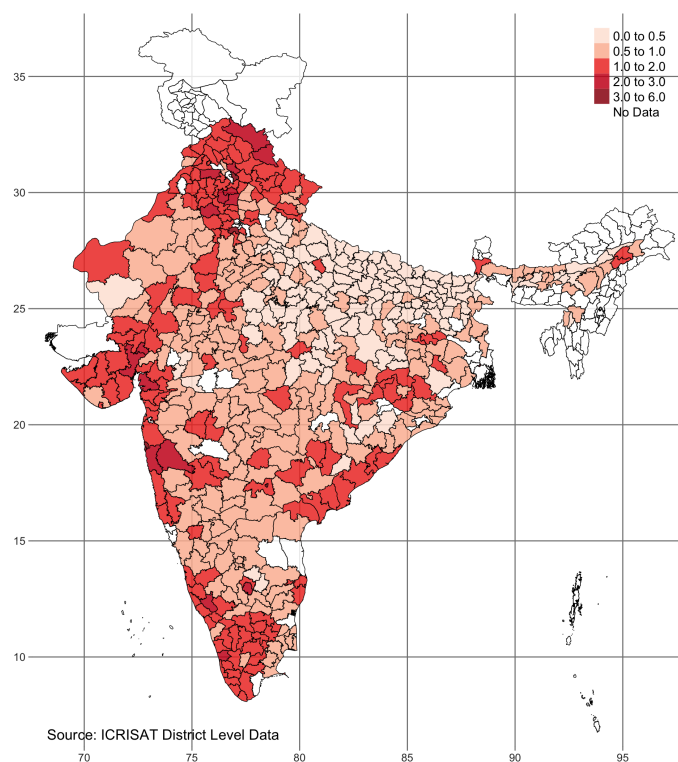 0.0 to 0.5
0.5 to 1.0
1.0 to 2.0
2.0 to 3.0
3.0 to 6.0
No Data
35
30
25
20
15
10
Source: ICRISAT District Level Data
70 75 80 85 90 95